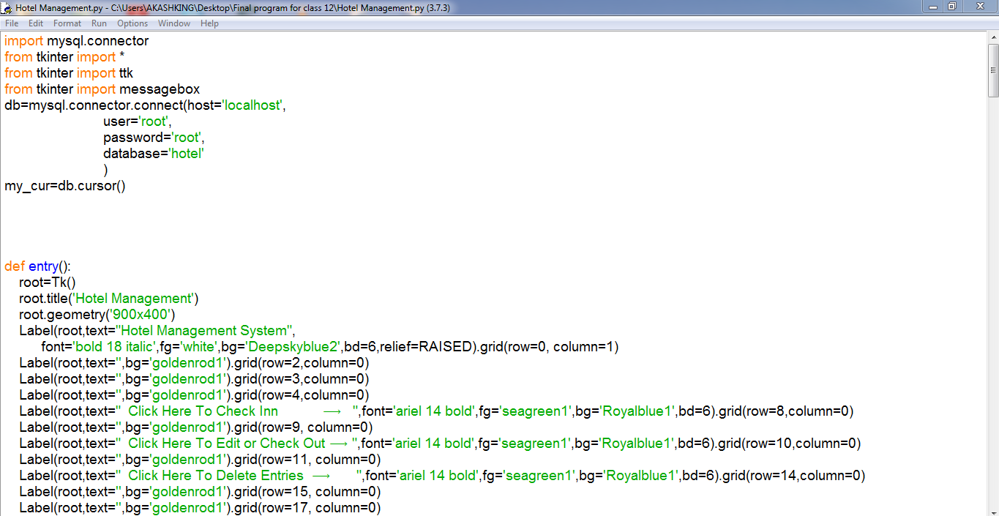 Hotel Management.py - C:\Users\AKASHKING\Desktop\Final program for class 12\Hotel Management.py (3.7.3)
File Edit Format Run Options Window Help
import mysql.connector
from tkinter import *
from tkinter import ttk
from tkinter import messagebox
db=mysql.connector.connect(host='localhost',
                           user='root',
                           password='root',
                           database='hotel'
                           )
my_cur=db.cursor()
def entry():
    root=Tk()
    root.title('Hotel Management')
    root.geometry('900x400')
    Label(root,text="Hotel Management System",
          font='bold 18 italic',fg='white',bg='Deepskyblue2',bd=6,relief=RAISED).grid(row=0, column=1)
    Label(root,text='',bg='goldenrod1').grid(row=2,column=0)
    Label(root,text='',bg='goldenrod1').grid(row=3,column=0)
    Label(root,text='',bg='goldenrod1').grid(row=4,column=0)
    Label(root,text="  Click Here To Check Inn            ⟶   ",font='ariel 14 bold',fg='seagreen1',bg='Royalblue1',bd=6).grid(row=8,column=0)
    Label(root,text='',bg='goldenrod1').grid(row=9, column=0)
    Label(root,text="  Click Here To Edit or Check Out ⟶ ",font='ariel 14 bold',fg='seagreen1',bg='Royalblue1',bd=6).grid(row=10,column=0)
    Label(root,text='',bg='goldenrod1').grid(row=11, column=0)
    Label(root,text="  Click Here To Delete Entries  ⟶       ",font='ariel 14 bold',fg='seagreen1',bg='Royalblue1',bd=6).grid(row=14,column=0)
    Label(root,text='',bg='goldenrod1').grid(row=15, column=0)
    Label(root,text='',bg='goldenrod1').grid(row=17, column=0)